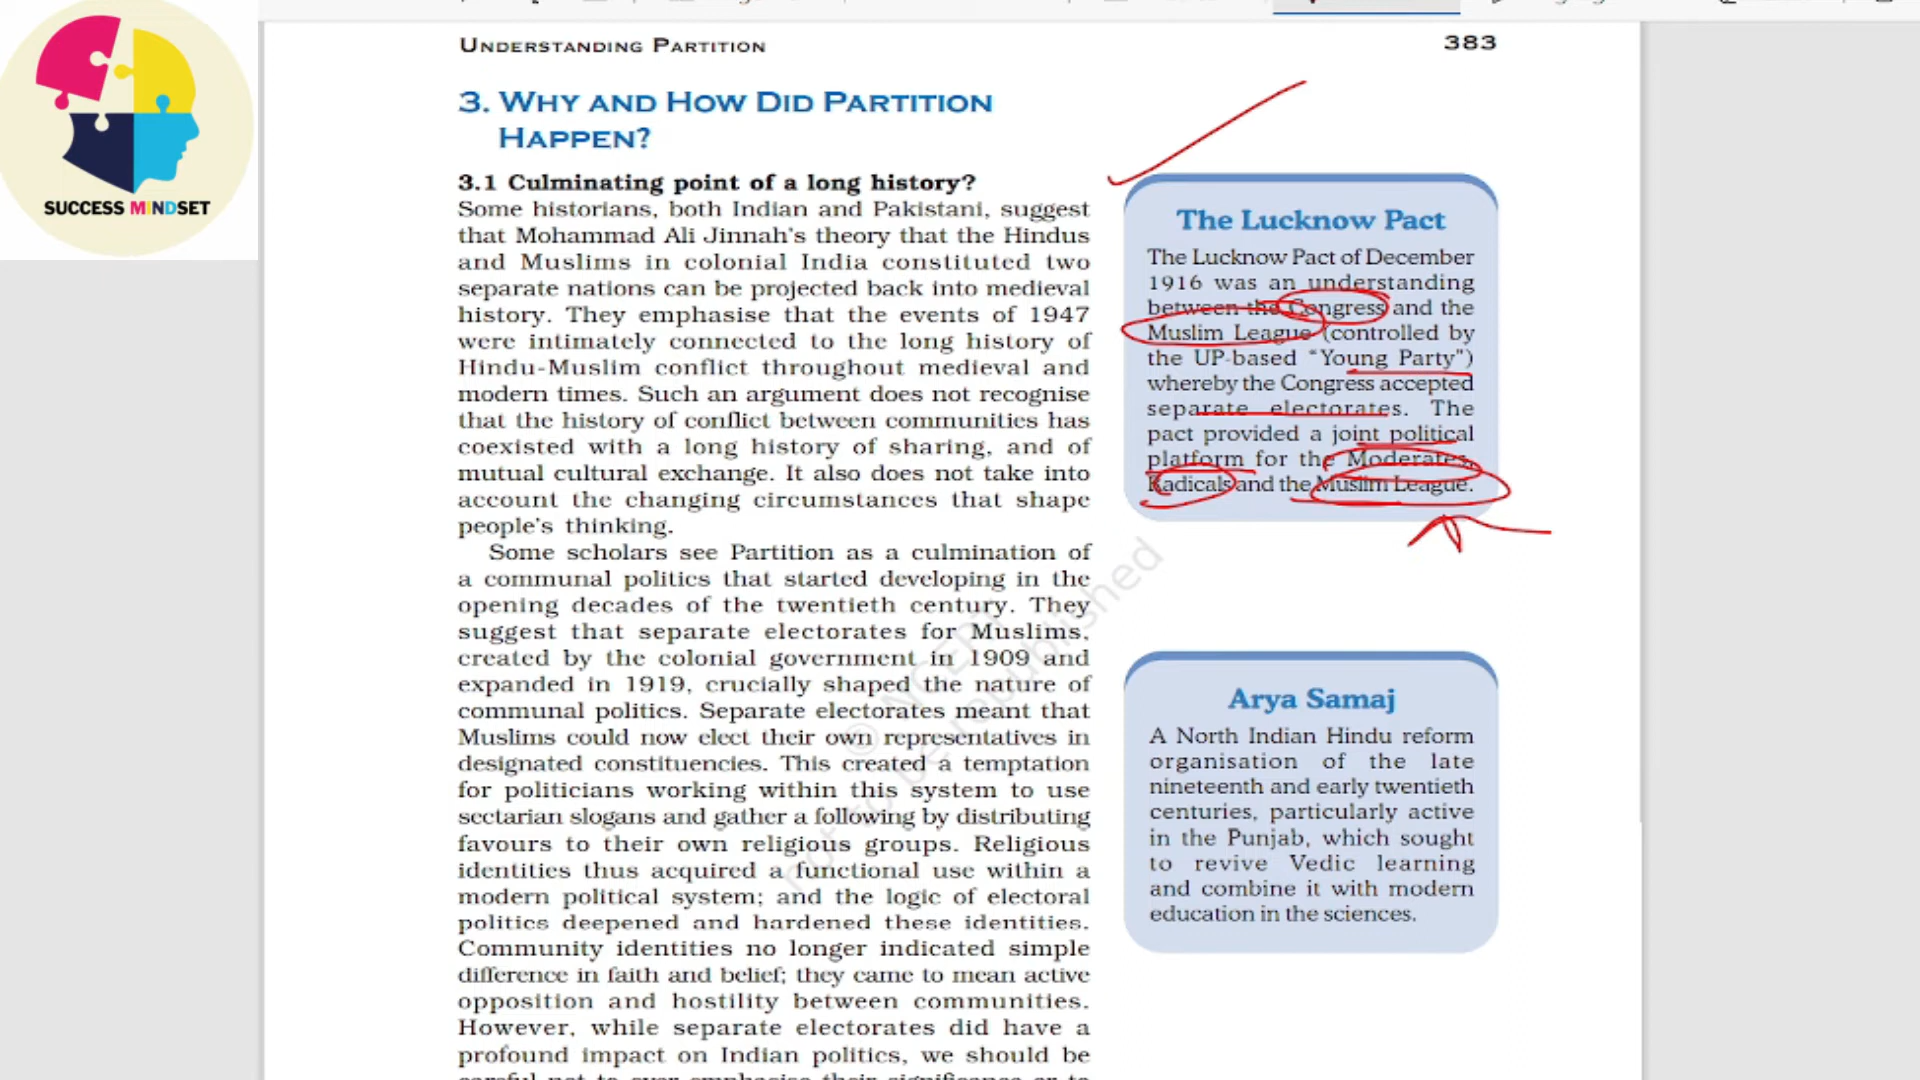 SUCCESS MINDSET
UNDERSTANDING PARTITION
383
3. WHY AND HOW DID PARTITION
HAPPEN?
3.1 Culminating point of a long history?
Some historians, both Indian and Pakistani, suggest
that Mohammad Ali Jinnah's theory that the Hindus
and Muslims in colonial India constituted two
separate nations can be projected back into medieval
history. They emphasise that the events of 1947
were intimately connected to the long history of
Hindu-Muslim conflict throughout medieval and
modern times. Such an argument does not recognise
that the history of conflict between communities has
coexisted with a long history of sharing, and of
mutual cultural exchange. It also does not take into
account the changing circumstances that shape
people's thinking.
Some scholars see Partition as a culmination of
a communal politics that started developing in the
opening decades of the twentieth century. They
suggest that separate electorates for Muslims,
created by the colonial government in 1909 and
expanded in 1919, crucially shaped the nature of
communal politics. Separate electorates meant that
Muslims could now elect their own representatives in
designated constituencies. This created a temptation
for politicians working within this system to use
sectarian slogans and gather a following by distributing
favours to their own religious groups. Religious
identities thus acquired a functional use within a
modern political system; and the logic of electoral
politics deepened and hardened these identities.
Community identities no longer indicated simple
difference in faith and belief; they came to mean active
opposition and hostility between communities.
However, while separate electorates did have a
profound impact on Indian politics, we should be
careful not to over-emphasise their significance or to
The Lucknow Pact
The Lucknow Pact of December
1916 was an understanding
between the Congress and the
Muslim League (controlled by
the UP-based "Young Party")
whereby the Congress accepted
separate electorates. The
pact provided a joint political
platform for the Moderates,
Radicals and the Muslim League.
Arya Samaj
A North Indian Hindu reform
organisation of the late
nineteenth and early twentieth
centuries, particularly active
in the Punjab, which sought
to revive Vedic learning
and combine it with modern
education in the sciences.
© NCERT
not to be republished